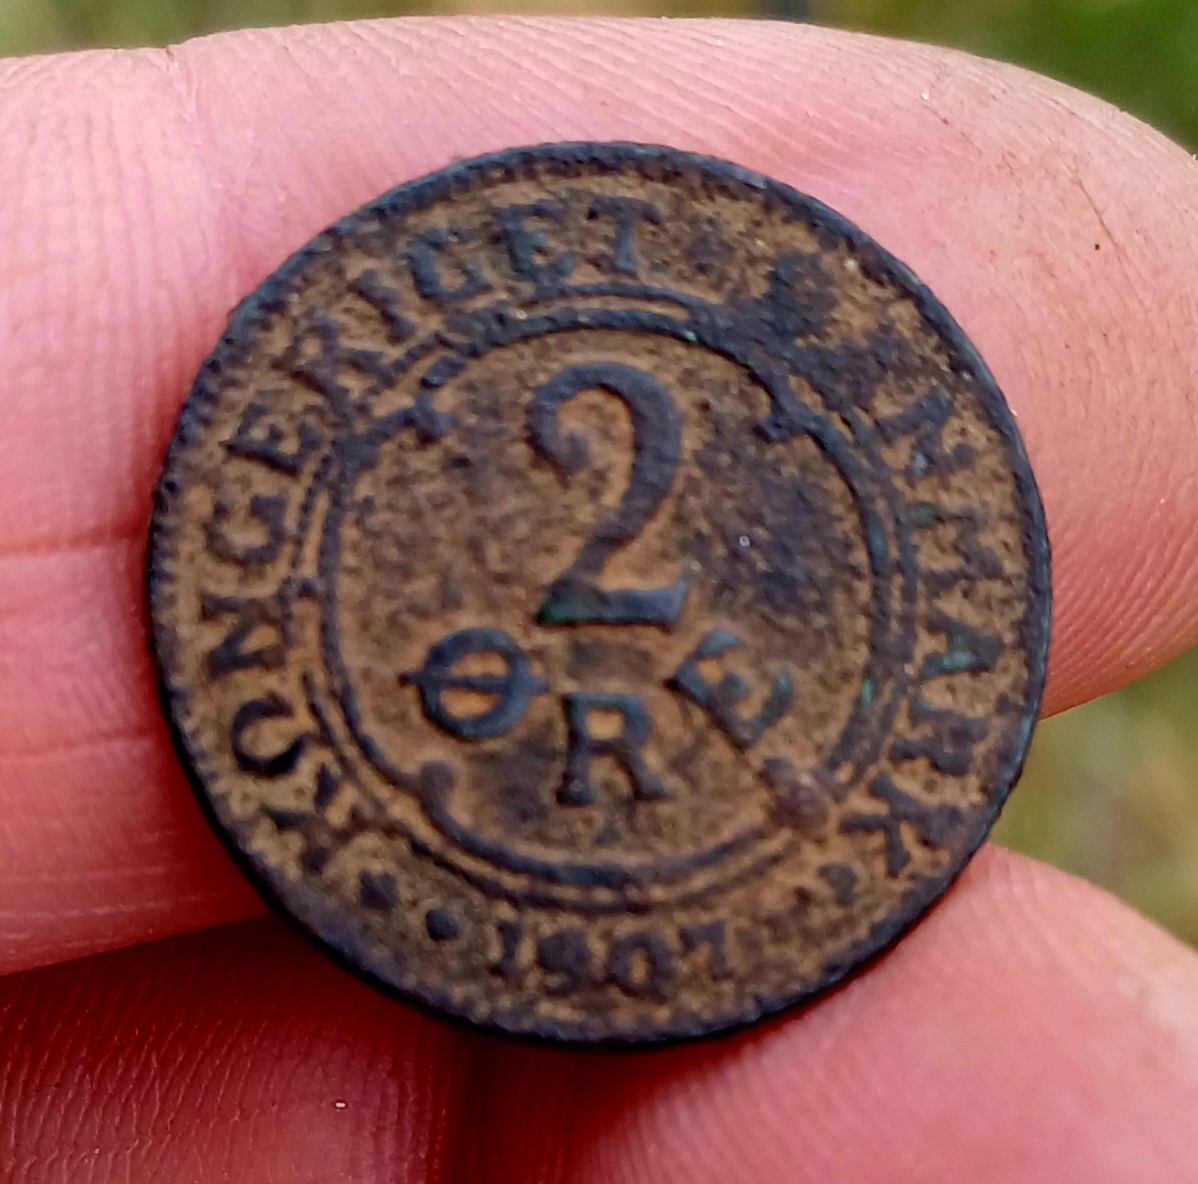 KONGERIGET DANMARK
2
ØRE
1907